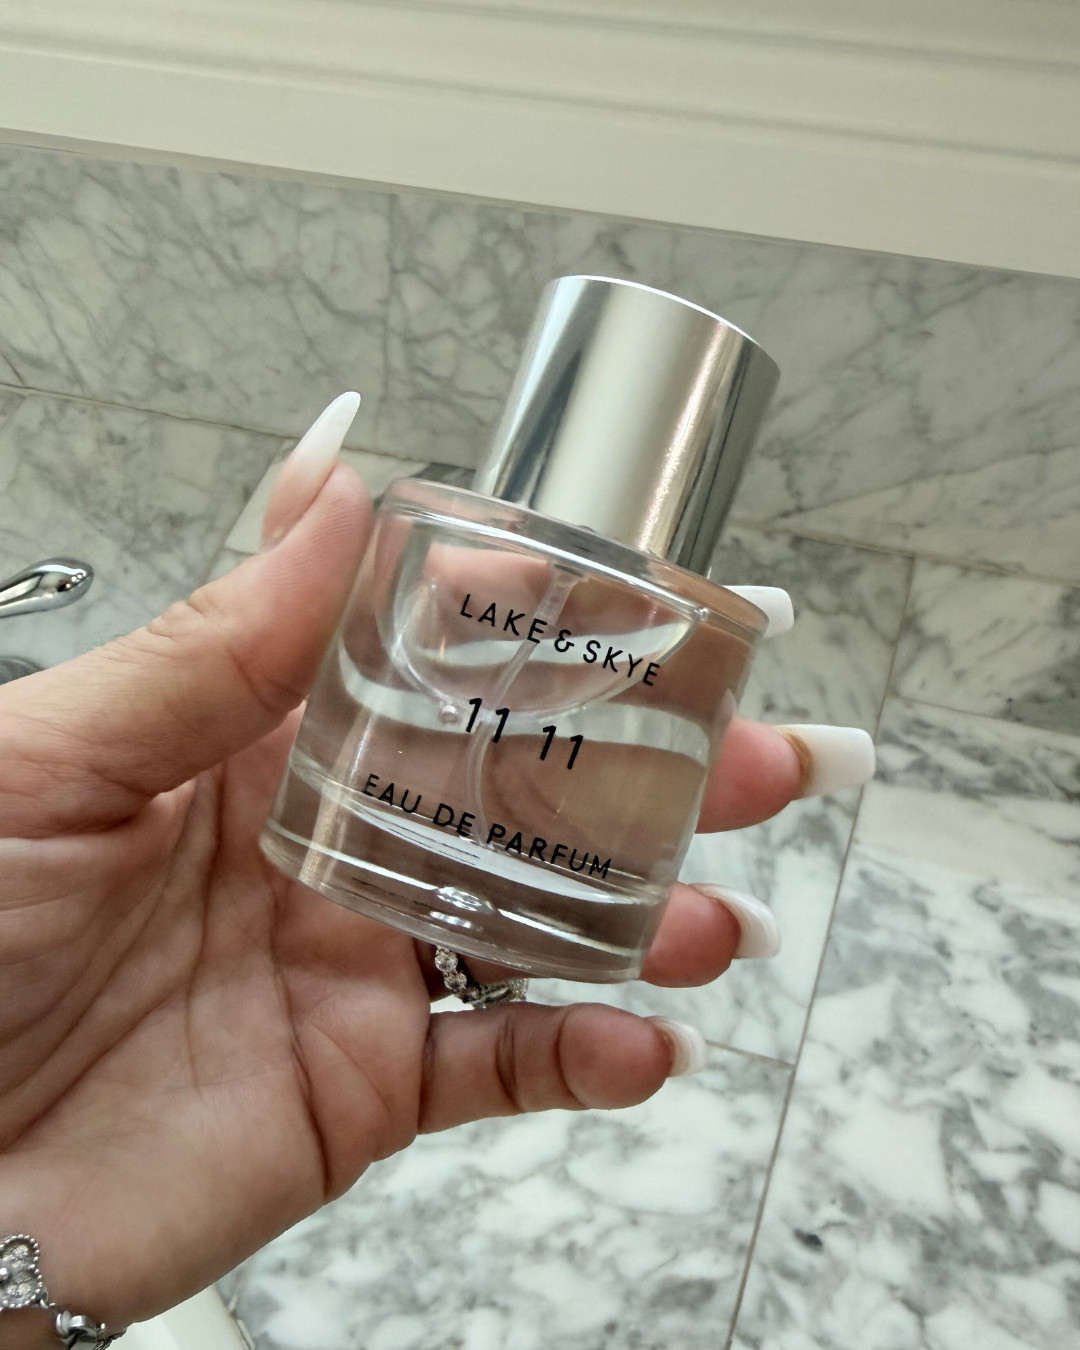 LAKE & SKYE
11 11
EAU DE PARFUM